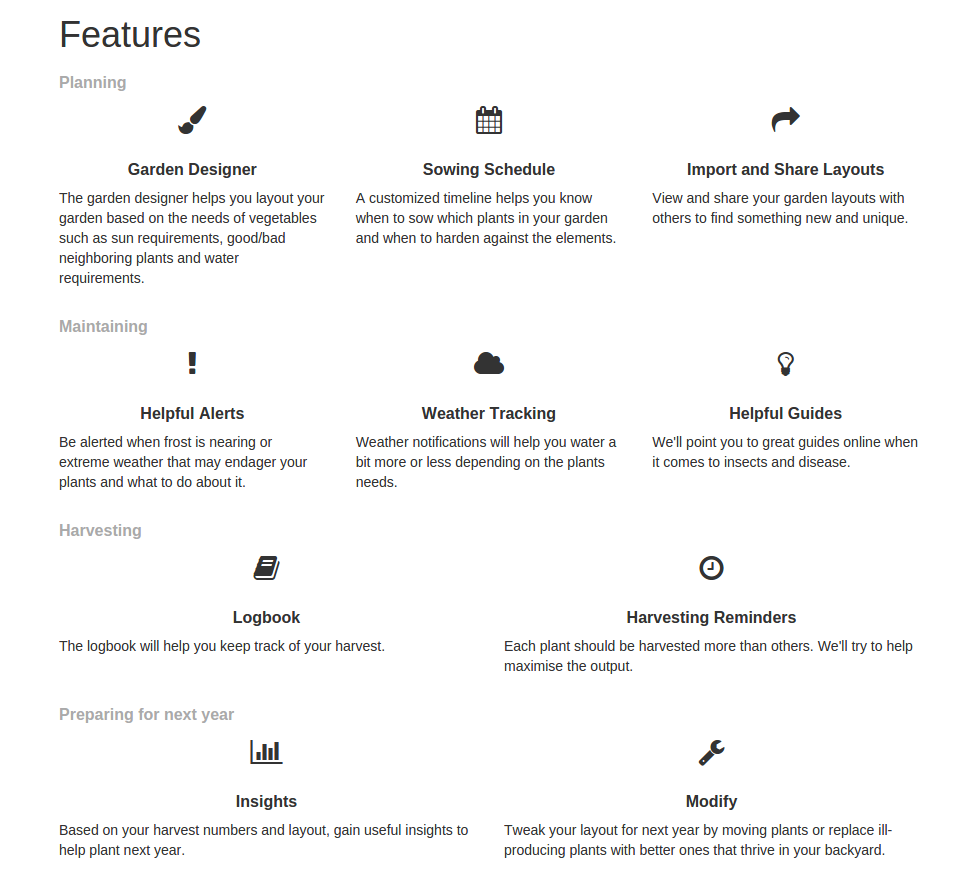 Features
Planning
Garden Designer
The garden designer helps you layout your
garden based on the needs of vegetables
such as sun requirements, good/bad
neighboring plants and water
requirements.
Sowing Schedule
A customized timeline helps you know
when to sow which plants in your garden
and when to harden against the elements.
Import and Share Layouts
View and share your garden layouts with
others to find something new and unique.
Maintaining
Helpful Alerts
Be alerted when frost is nearing or
extreme weather that may endager your
plants and what to do about it.
Weather Tracking
Weather notifications will help you water a
bit more or less depending on the plants
needs.
Helpful Guides
We'll point you to great guides online when
it comes to insects and disease.
Harvesting
Logbook
The logbook will help you keep track of your harvest.
Harvesting Reminders
Each plant should be harvested more than others. We'll try to help
maximise the output.
Preparing for next year
Insights
Based on your harvest numbers and layout, gain useful insights to
help plant next year.
Modify
Tweak your layout for next year by moving plants or replace ill-
producing plants with better ones that thrive in your backyard.